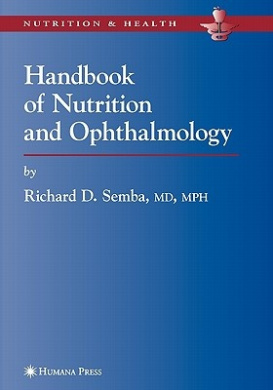 NUTRITION & HEALTH
Handbook
of Nutrition
and Ophthalmology
by
Richard D. Semba, MD, MPH
HUMANA PRESS